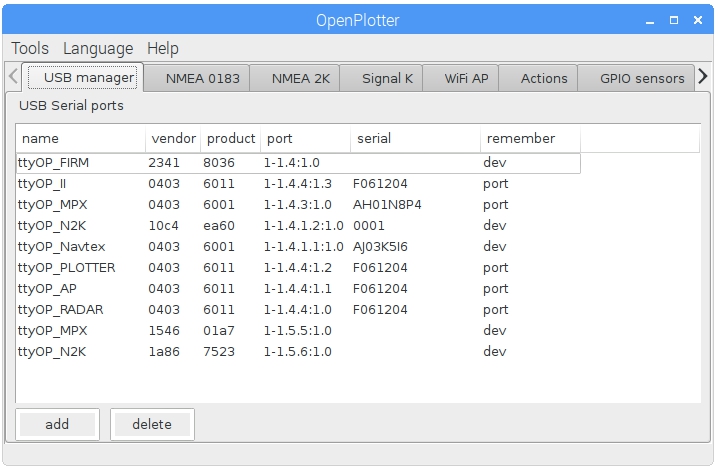 OpenPlotter
Tools Language Help
USB manager NMEA 0183 NMEA 2K Signal K WiFi AP Actions GPIO sensors
USB Serial ports
name vendor product port serial remember
ttyOP_FIRM 2341 8036 1-1.4:1.0 dev
ttyOP_II 0403 6011 1-1.4.4:1.3 F061204 port
ttyOP_MPX 0403 6001 1-1.4.3:1.0 AH01N8P4 port
ttyOP_N2K 10c4 ea60 1-1.4.1.2:1.0 0001 dev
ttyOP_Navtex 0403 6001 1-1.4.1.1:1.0 AJ03K5I6 dev
ttyOP_PLOTTER 0403 6011 1-1.4.4:1.2 F061204 port
ttyOP_AP 0403 6011 1-1.4.4:1.1 F061204 port
ttyOP_RADAR 0403 6011 1-1.4.4:1.0 F061204 port
ttyOP_MPX 1546 01a7 1-1.5.5:1.0 dev
ttyOP_N2K 1a86 7523 1-1.5.6:1.0 dev
add delete